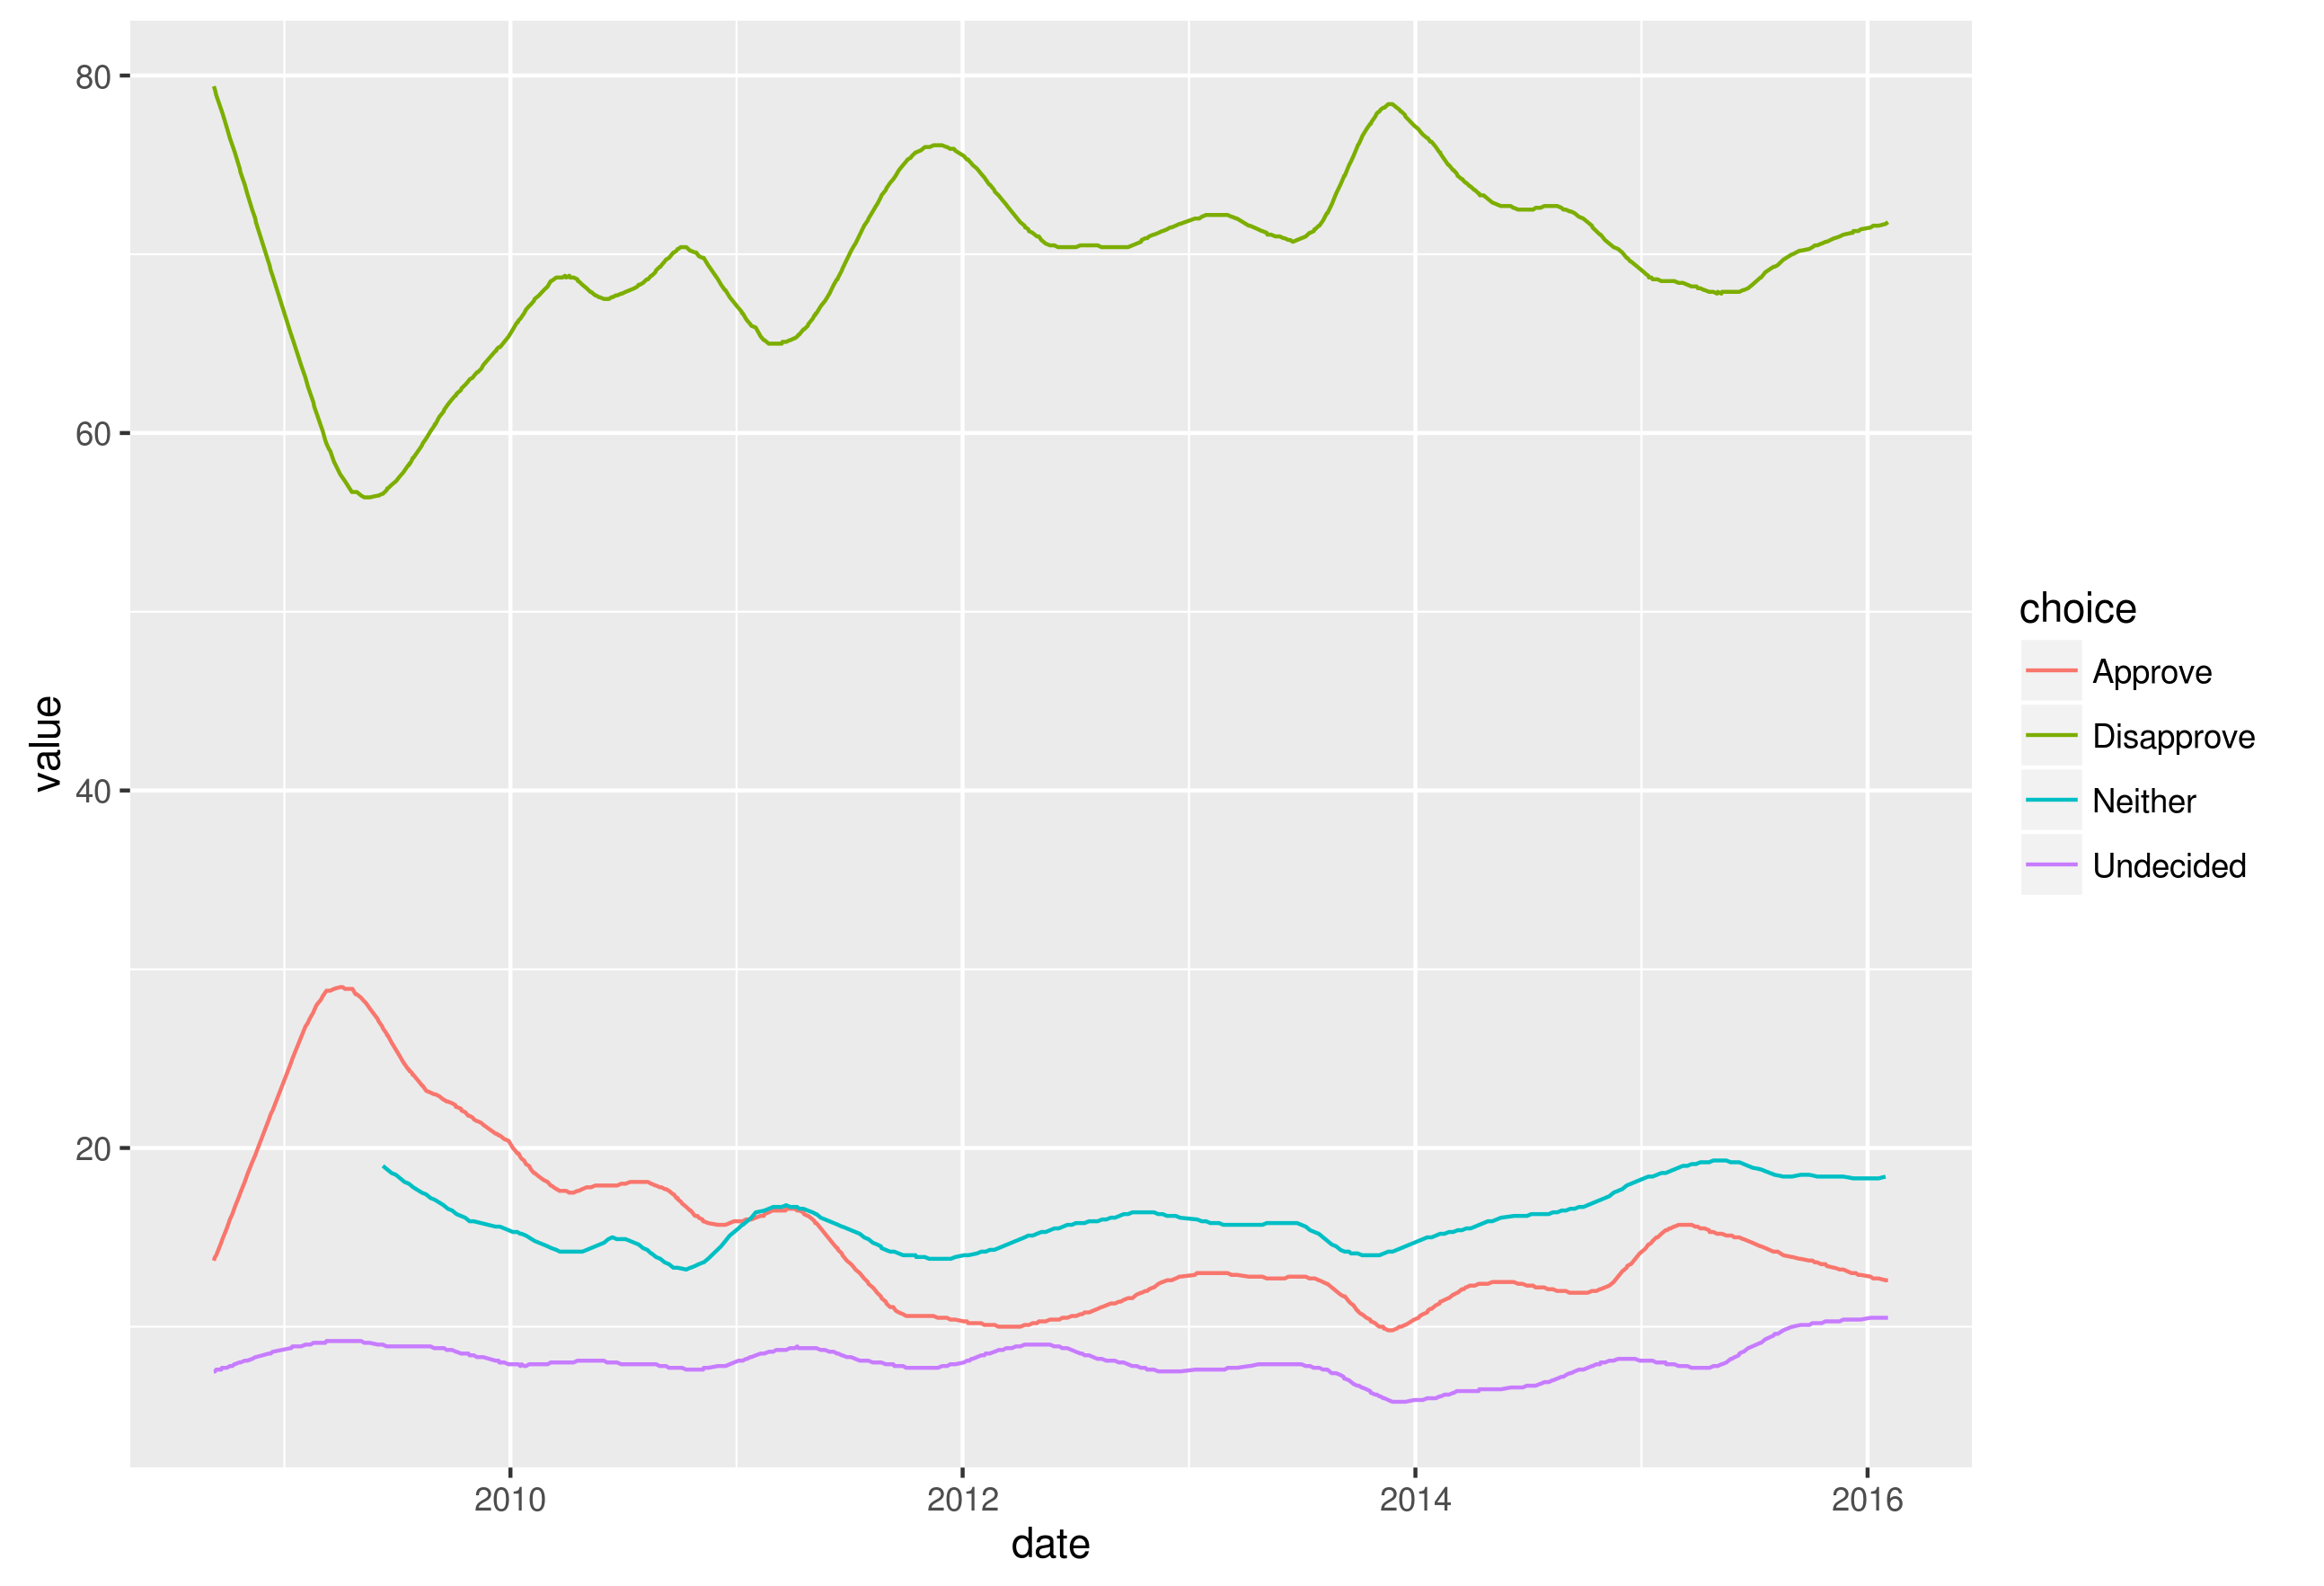 80
60
40
20
value
2010
2012
2014
2016
date
choice
Approve
Disapprove
Neither
Undecided